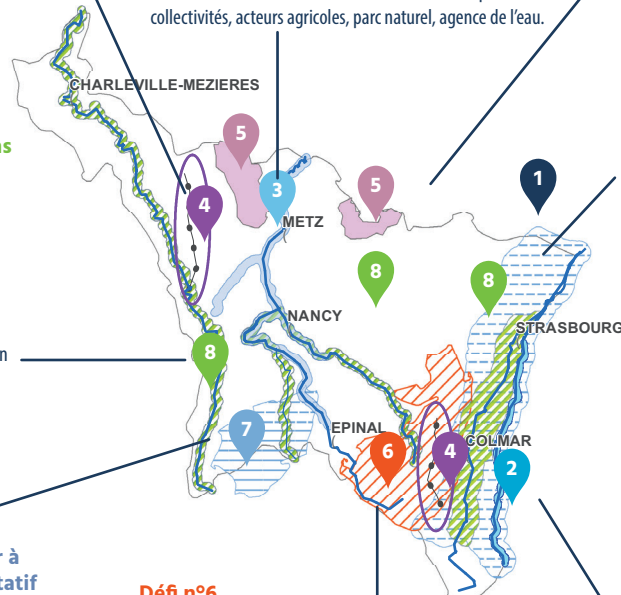 collectivités, acteurs agricoles, parc naturel, agence de l'eau.
CHARLEVILLE-MEZIERES
5
5
1
3
4
METZ
8
8
NANCY
STRASBOURG
8
7
EPINAL
6
4
COLMAR
2
r à
tatif
Défi n°6